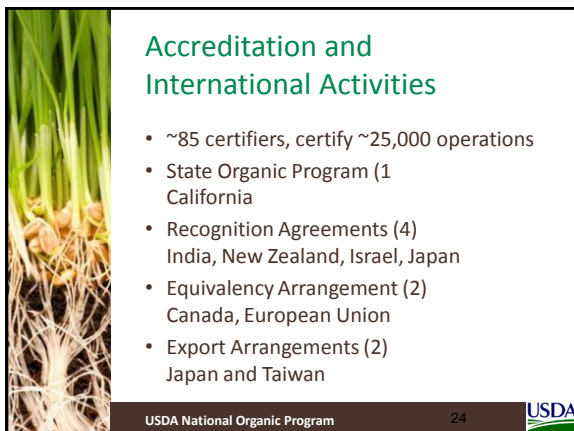 Accreditation and
International Activities
• ~85 certifiers, certify ~25,000 operations
• State Organic Program (1
California
• Recognition Agreements (4)
India, New Zealand, Israel, Japan
• Equivalency Arrangement (2)
Canada, European Union
• Export Arrangements (2)
Japan and Taiwan
USDA National Organic Program 24 USDA